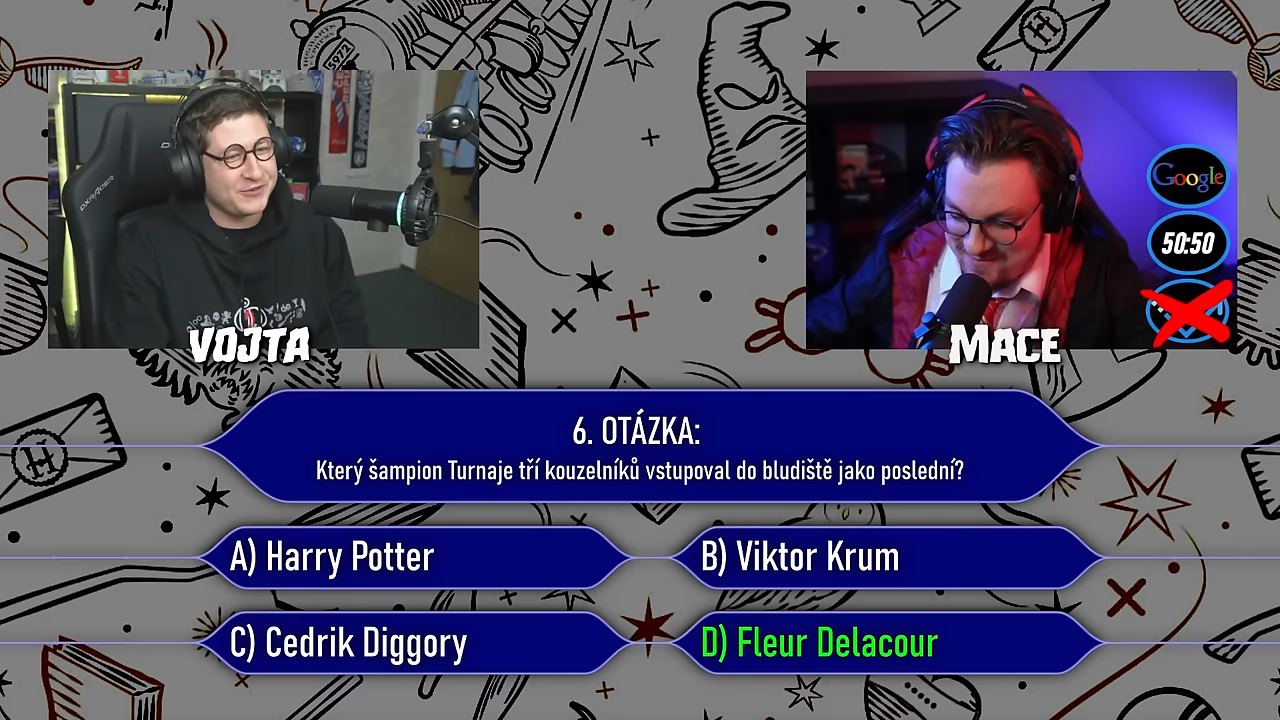 DXRACER
Google
50:50
VOJTA
MACE
6. OTÁZKA:
Který šampion Turnaje tří kouzelníků vstupoval do bludiště jako poslední?
A) Harry Potter
B) Viktor Krum
C) Cedrik Diggory
D) Fleur Delacour